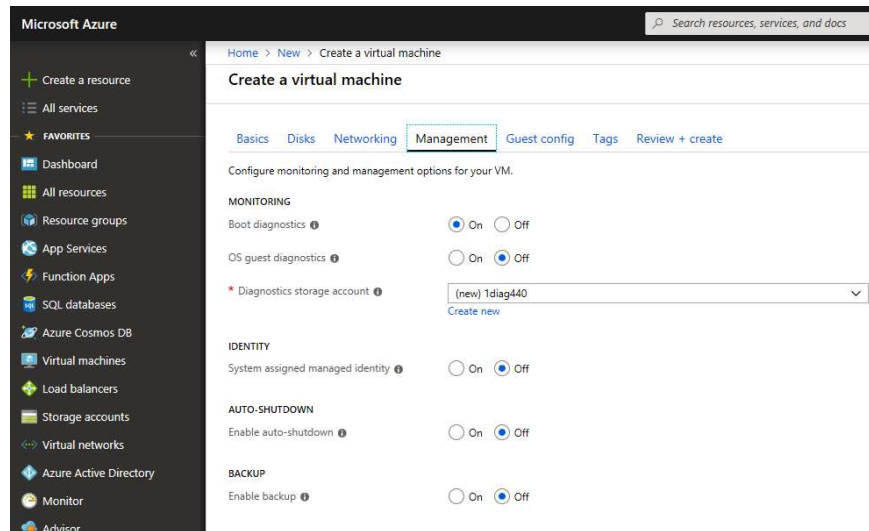 Microsoft Azure
Search resources, services, and docs
«
Create a resource
All services
FAVORITES
Dashboard
All resources
Resource groups
App Services
Function Apps
SQL databases
Azure Cosmos DB
Virtual machines
Load balancers
Storage accounts
Virtual networks
Azure Active Directory
Monitor
Advisor
Home > New > Create a virtual machine
Create a virtual machine
Basics Disks Networking Management Guest config Tags Review + create
Configure monitoring and management options for your VM.
MONITORING
Boot diagnostics On Off
OS guest diagnostics On Off
* Diagnostics storage account (new) 1diag440
Create new
IDENTITY
System assigned managed identity On Off
AUTO-SHUTDOWN
Enable auto-shutdown On Off
BACKUP
Enable backup On Off